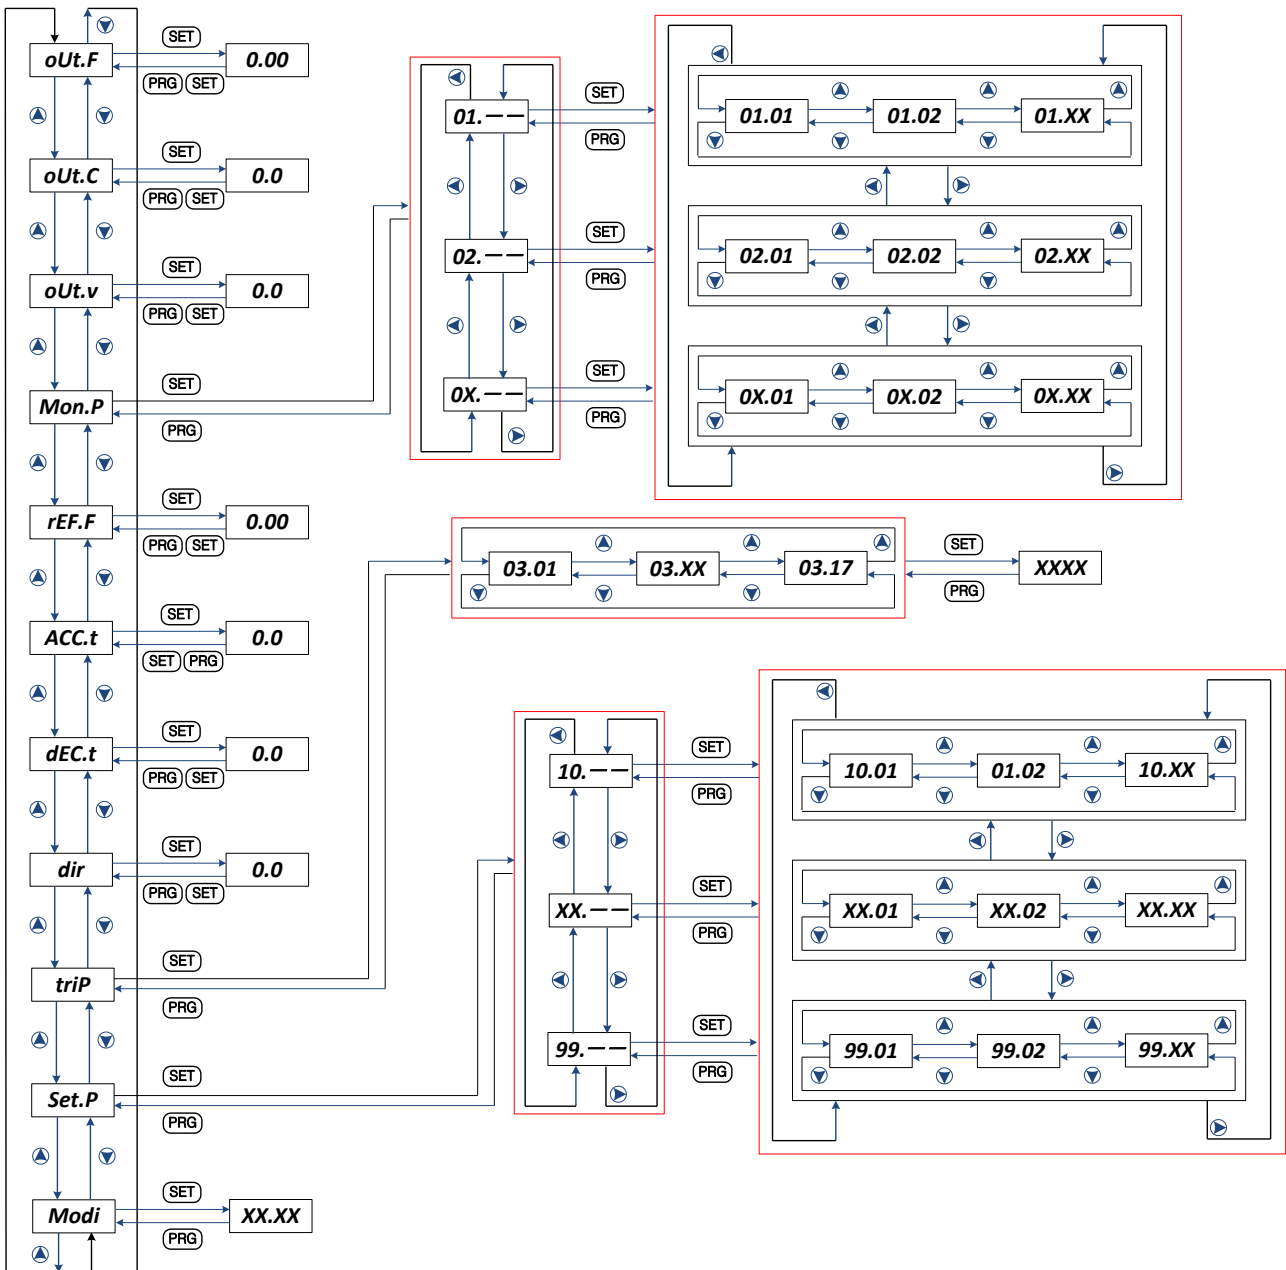 oUt.F
SET
PRG SET
0.00
oUt.C
SET
PRG SET
0.0
oUt.v
SET
PRG SET
0.0
Mon.P
SET
PRG
rEF.F
SET
PRG SET
0.00
ACC.t
SET
SET PRG
0.0
dEC.t
SET
PRG SET
0.0
dir
SET
PRG SET
0.0
triP
SET
PRG
Set.P
SET
PRG
Modi
SET
PRG
XX.XX
01.——
SET
PRG
02.——
SET
PRG
0X.——
SET
PRG
01.01 01.02 01.XX
02.01 02.02 02.XX
0X.01 0X.02 0X.XX
03.01 03.XX 03.17
SET
PRG
XXXX
10.——
SET
PRG
XX.——
SET
PRG
99.——
SET
PRG
10.01 01.02 10.XX
XX.01 XX.02 XX.XX
99.01 99.02 99.XX